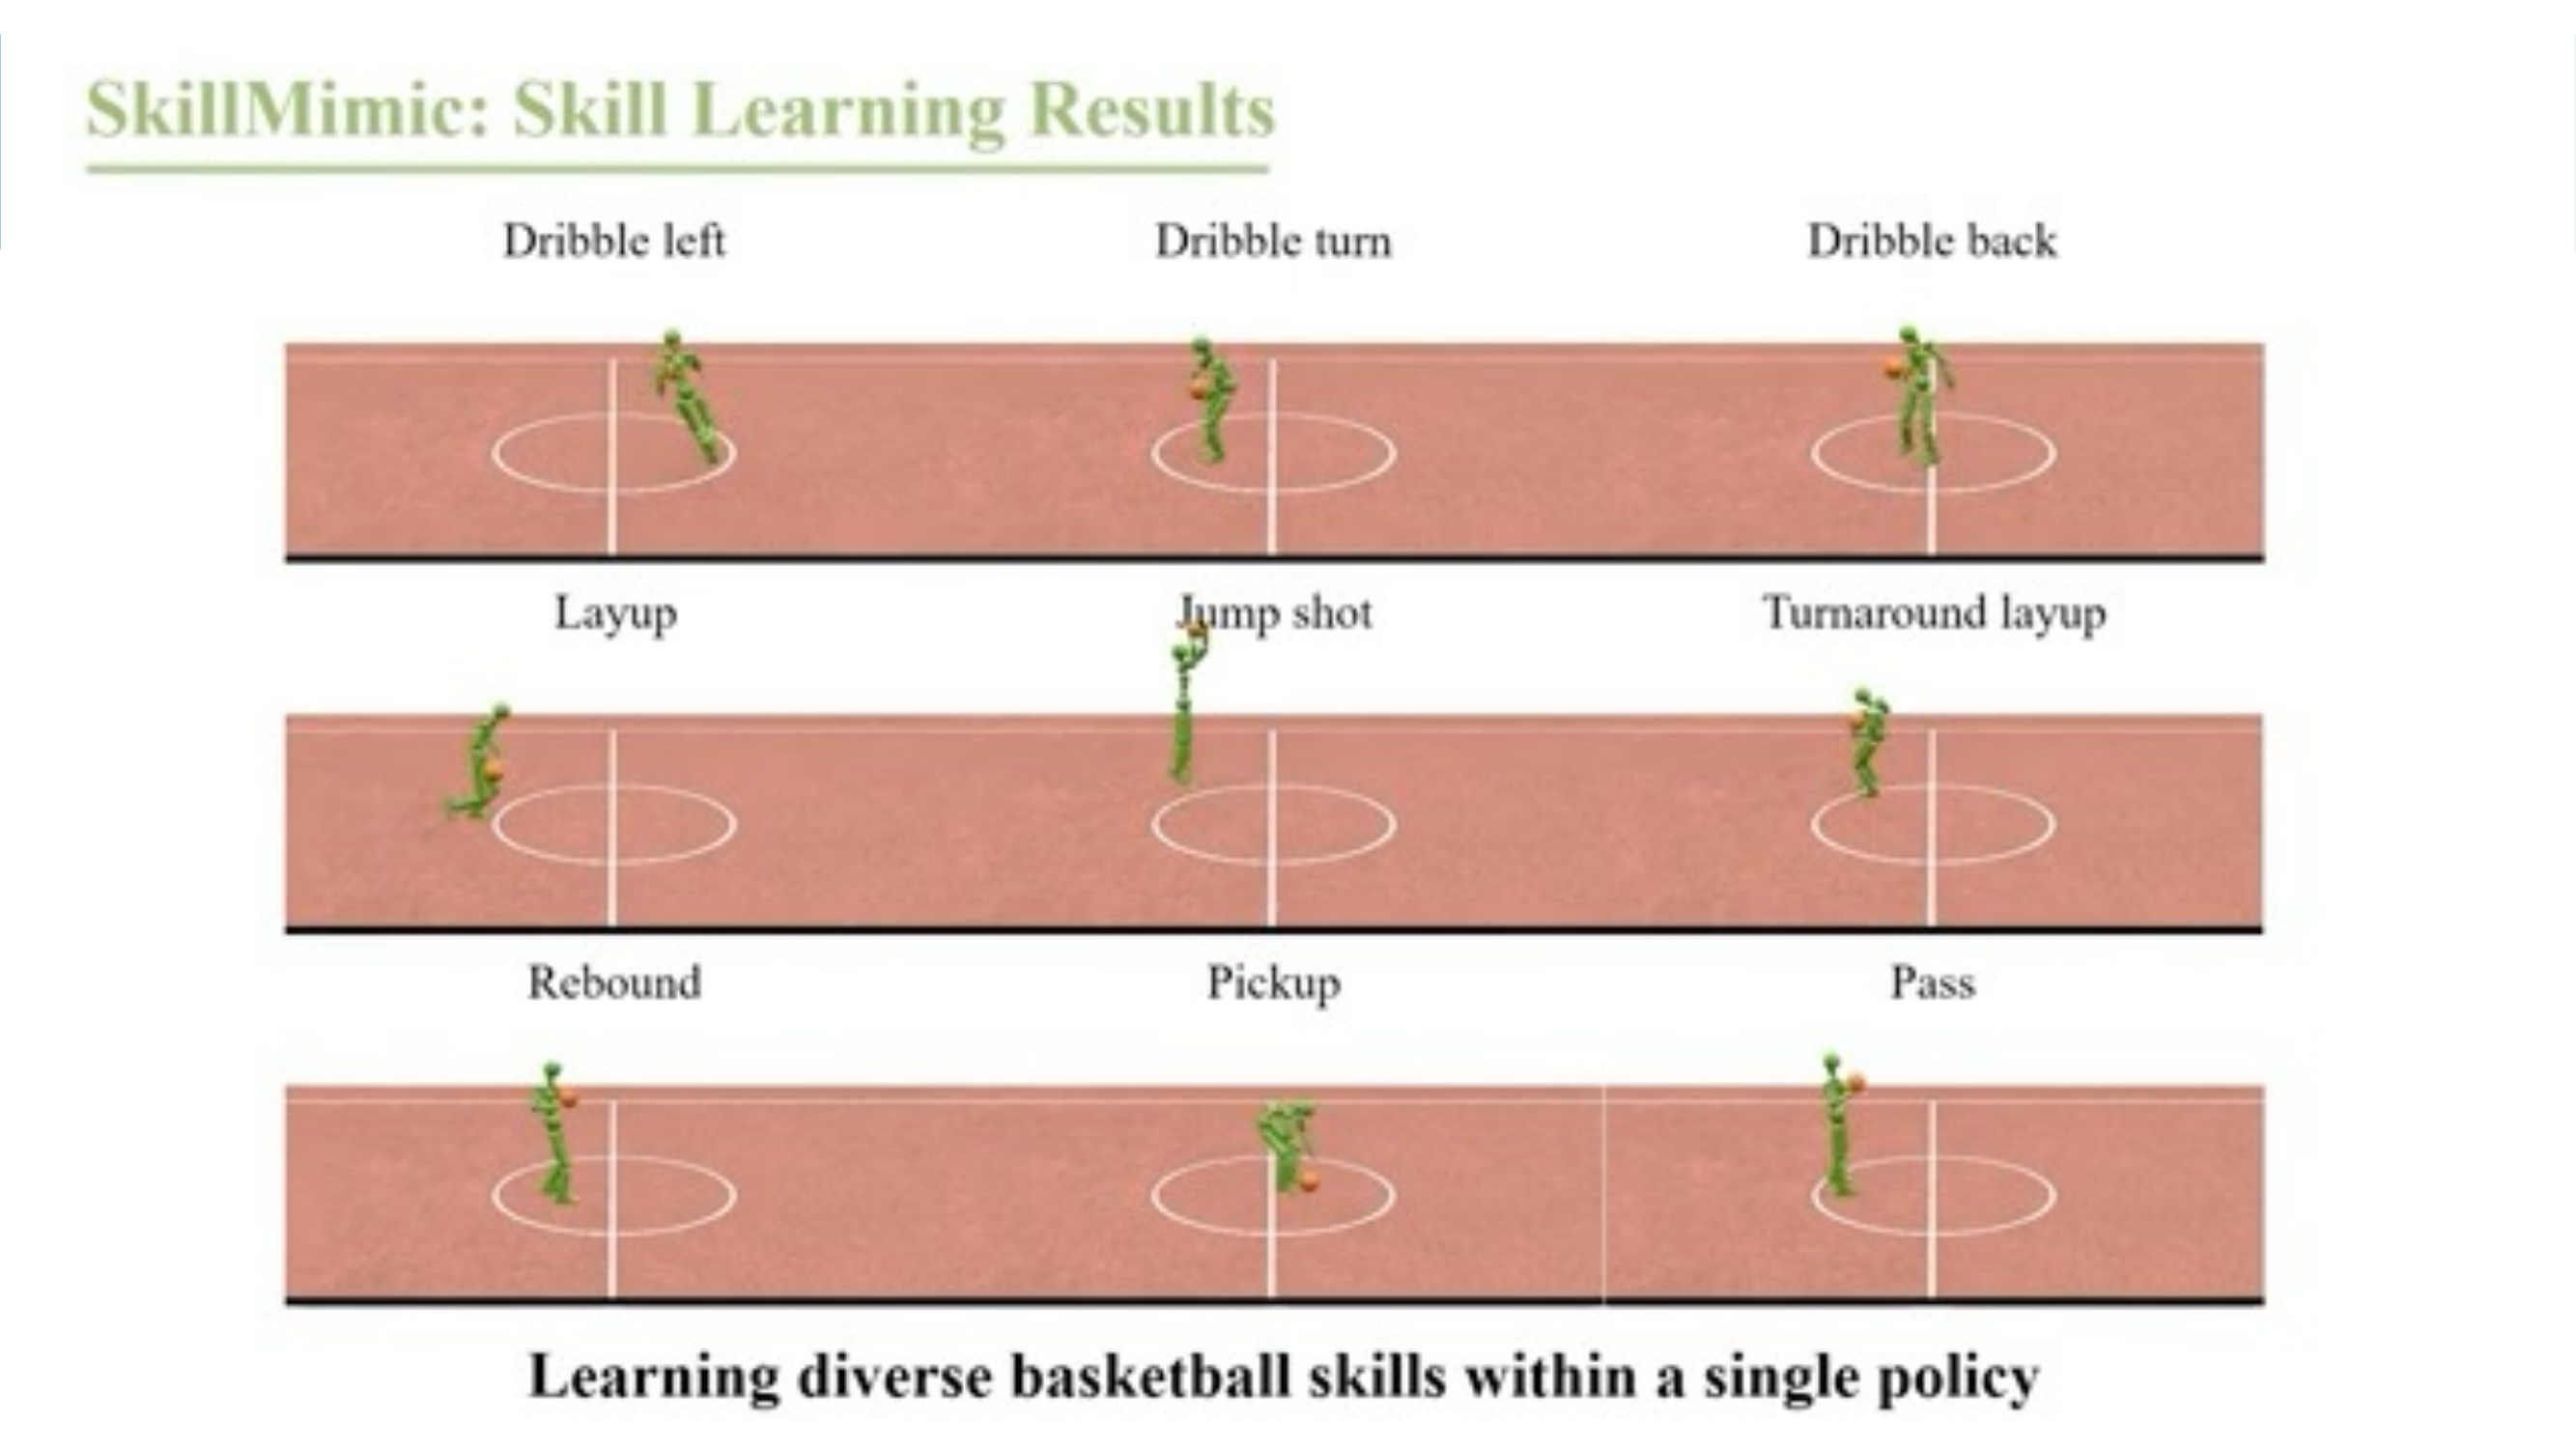 SkillMimic: Skill Learning Results
Dribble left
Dribble turn
Dribble back
Layup
Jump shot
Turnaround layup
Rebound
Pickup
Pass
Learning diverse basketball skills within a single policy